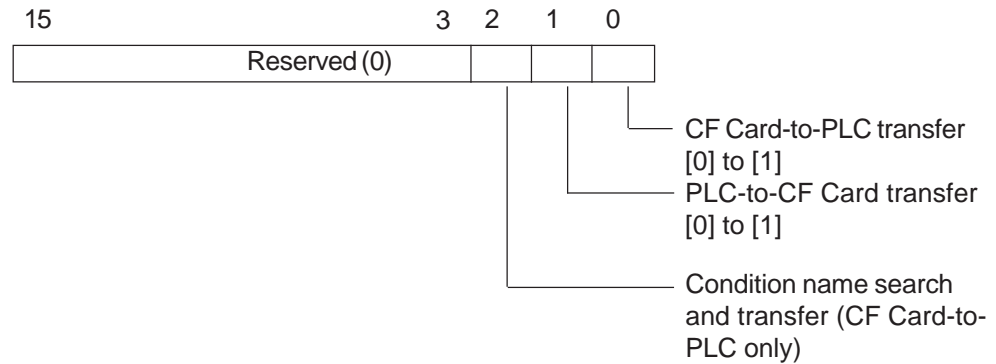 15 3 2 1 0
Reserved (0)
CF Card-to-PLC transfer
[0] to [1]
PLC-to-CF Card transfer
[0] to [1]
Condition name search
and transfer (CF Card-to-
PLC only)